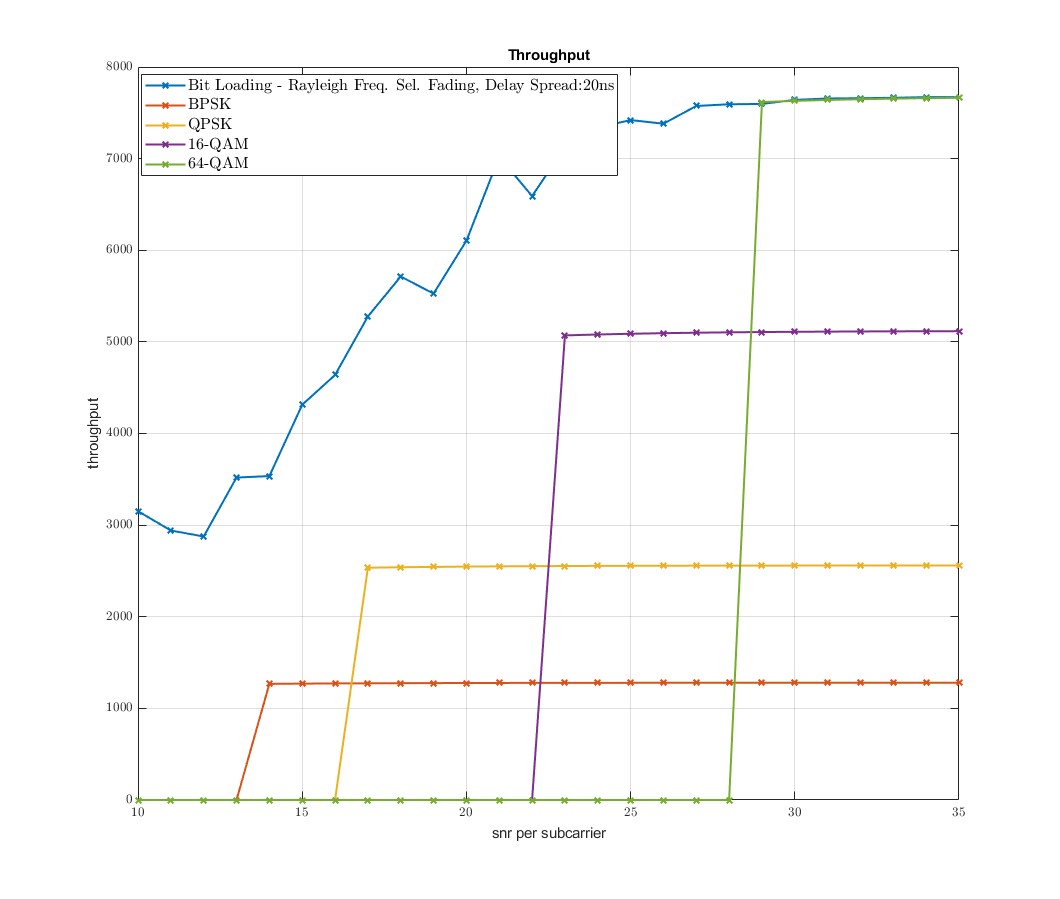 Throughput
8000
7000
6000
5000
4000
3000
2000
1000
0
throughput
Bit Loading - Rayleigh Freq. Sel. Fading, Delay Spread:20ns
BPSK
QPSK
16-QAM
64-QAM
10 15 20 25 30 35
snr per subcarrier